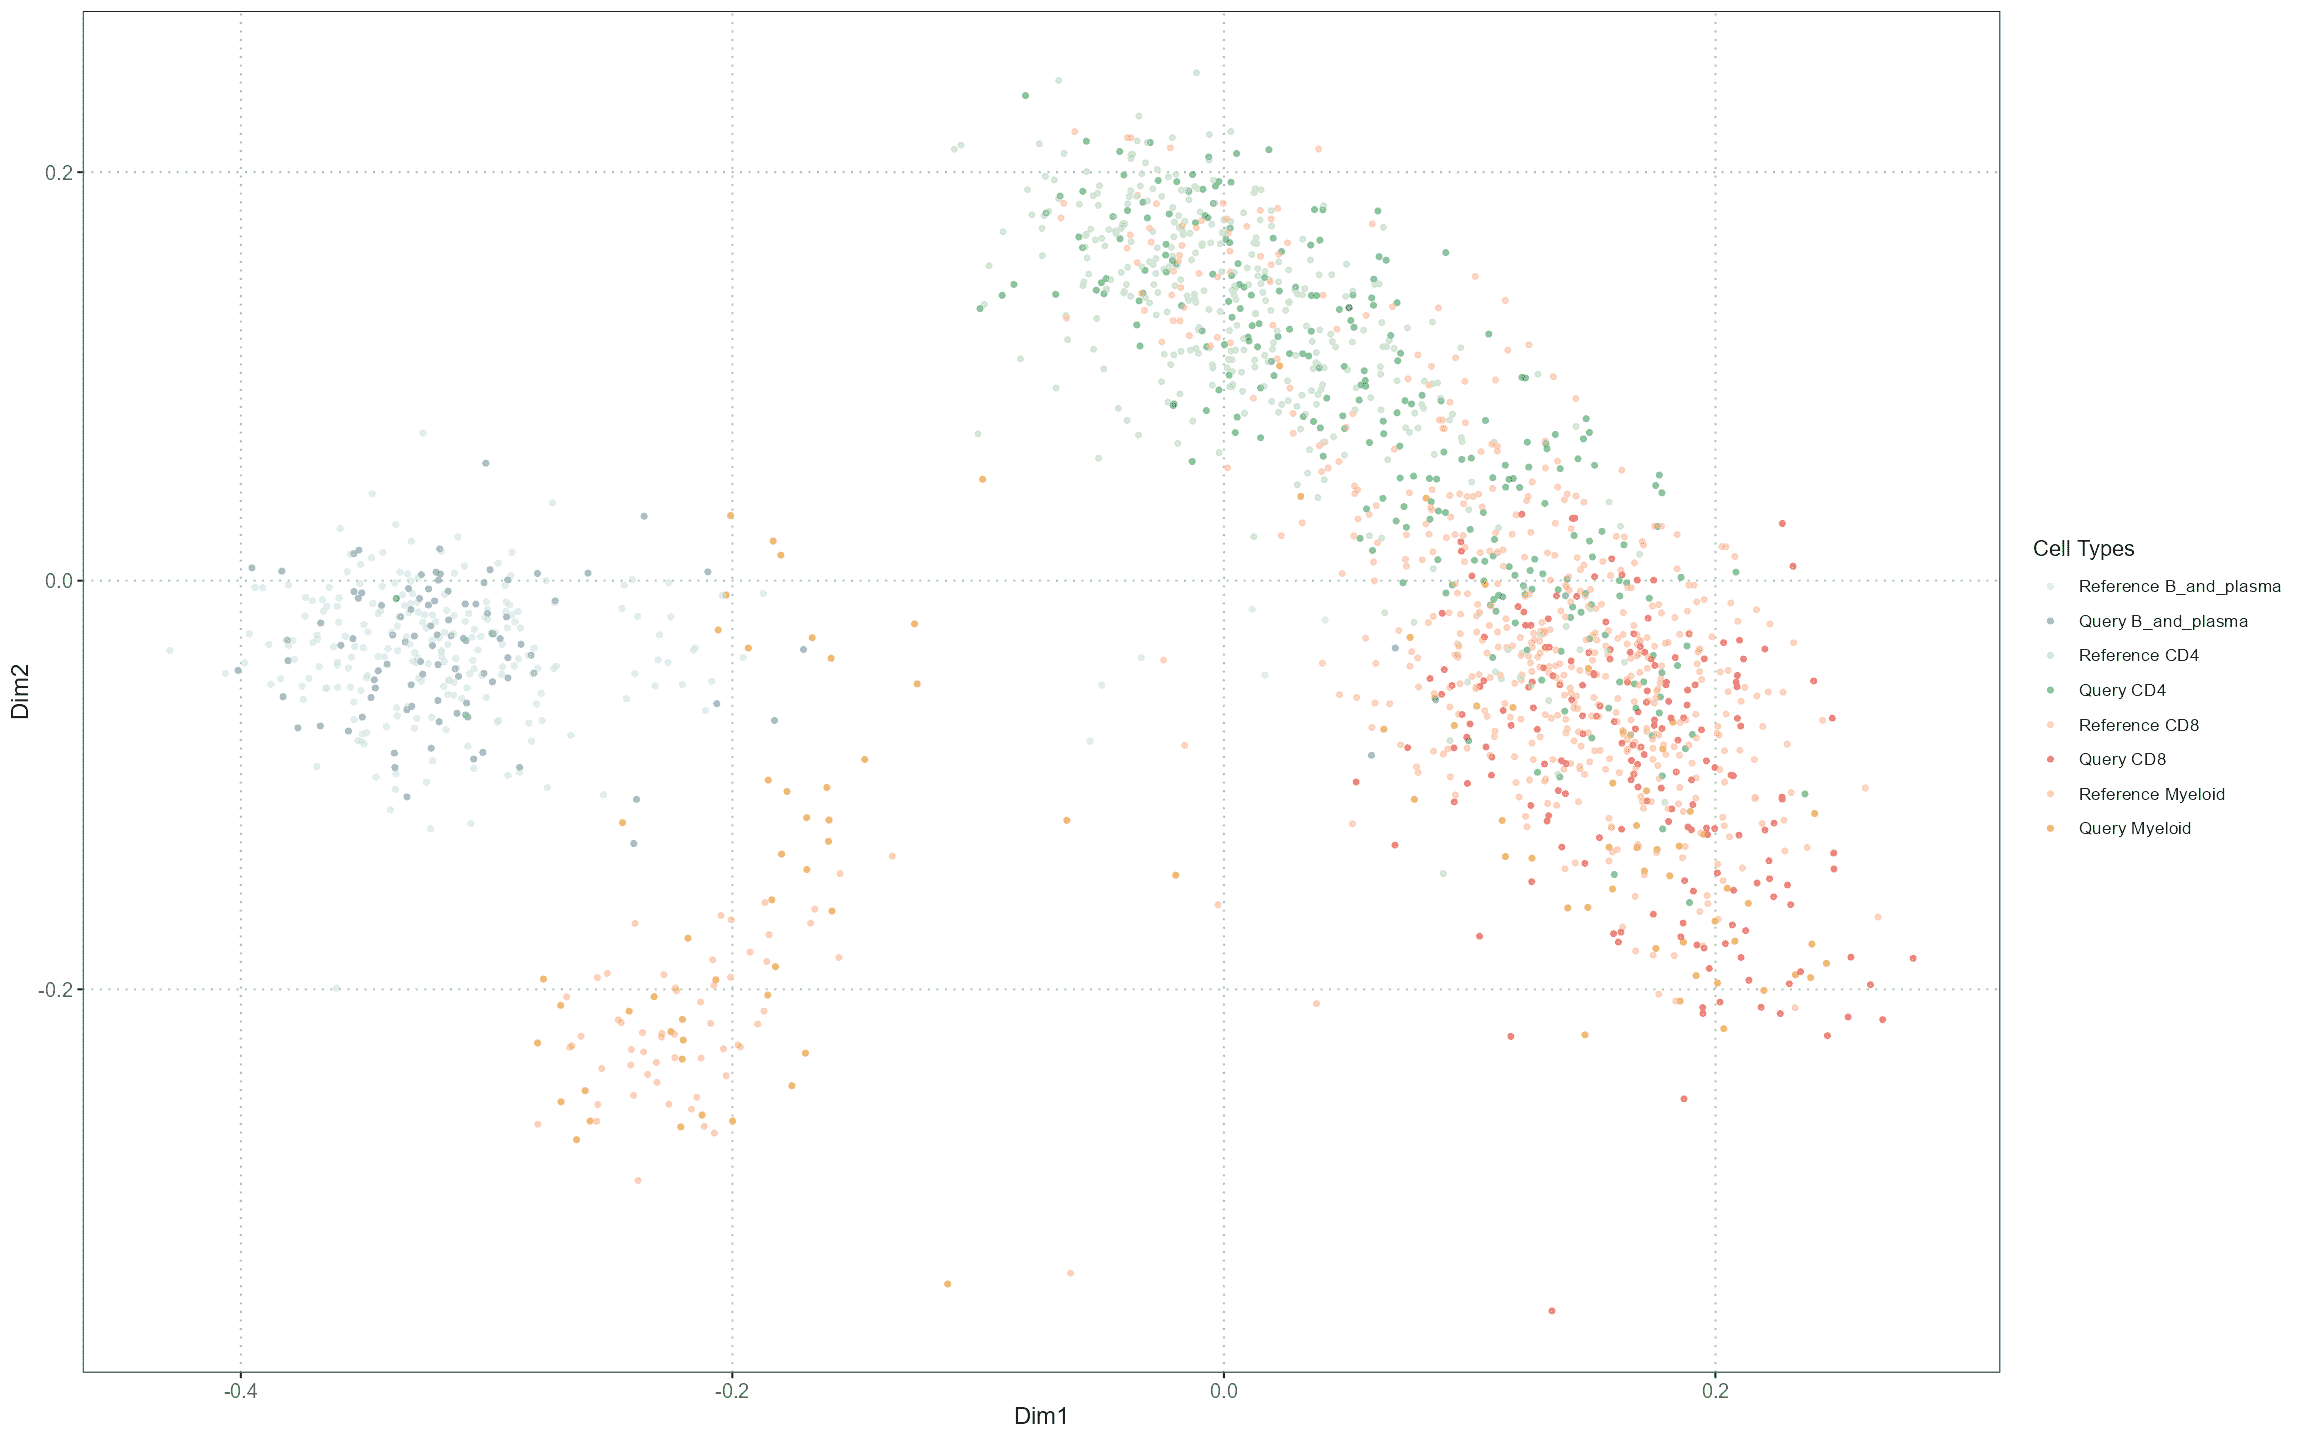 0.2
0.0
-0.2
Dim2
-0.4
-0.2
0.0
0.2
Dim1
Cell Types
Reference B_and_plasma
Query B_and_plasma
Reference CD4
Query CD4
Reference CD8
Query CD8
Reference Myeloid
Query Myeloid